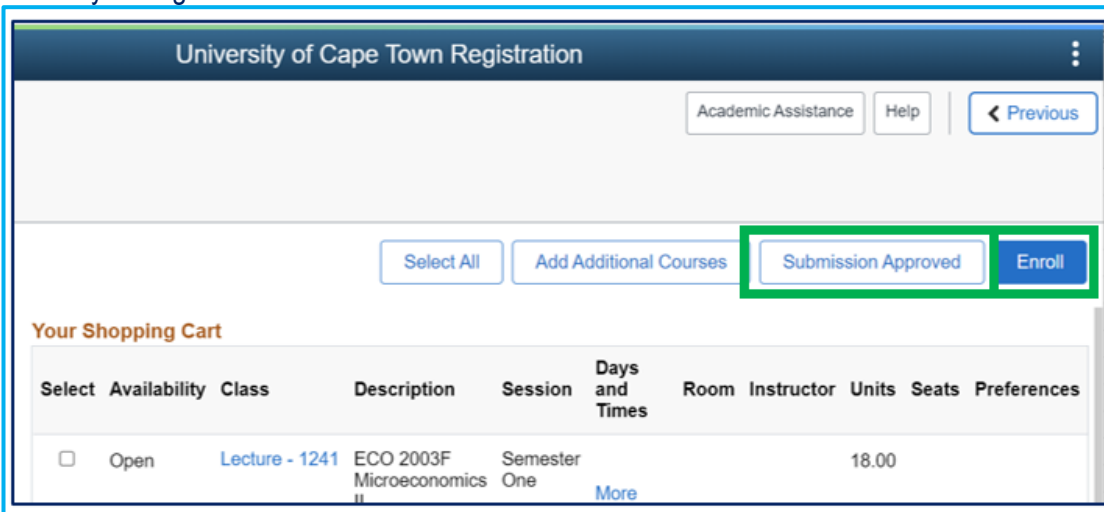 University of Cape Town Registration
Academic Assistance Help Previous
Select All Add Additional Courses Submission Approved Enroll
Your Shopping Cart
Select Availability Class Description Session Days and Times Room Instructor Units Seats Preferences
Open Lecture - 1241 ECO 2003F Semester 18.00
Microeconomics One
II More